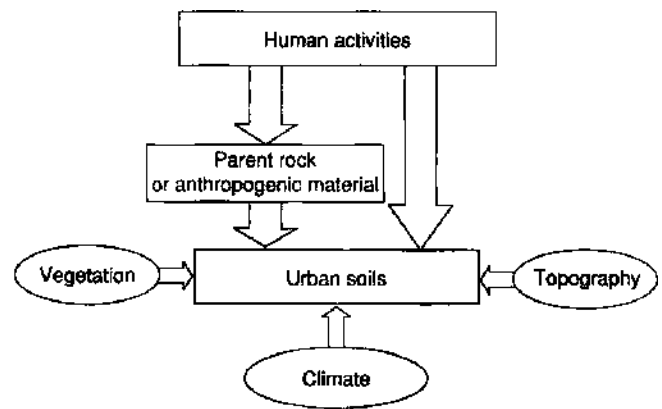 Human activities
Parent rock
or anthropogenic material
Vegetation
Urban soils
Topography
Climate